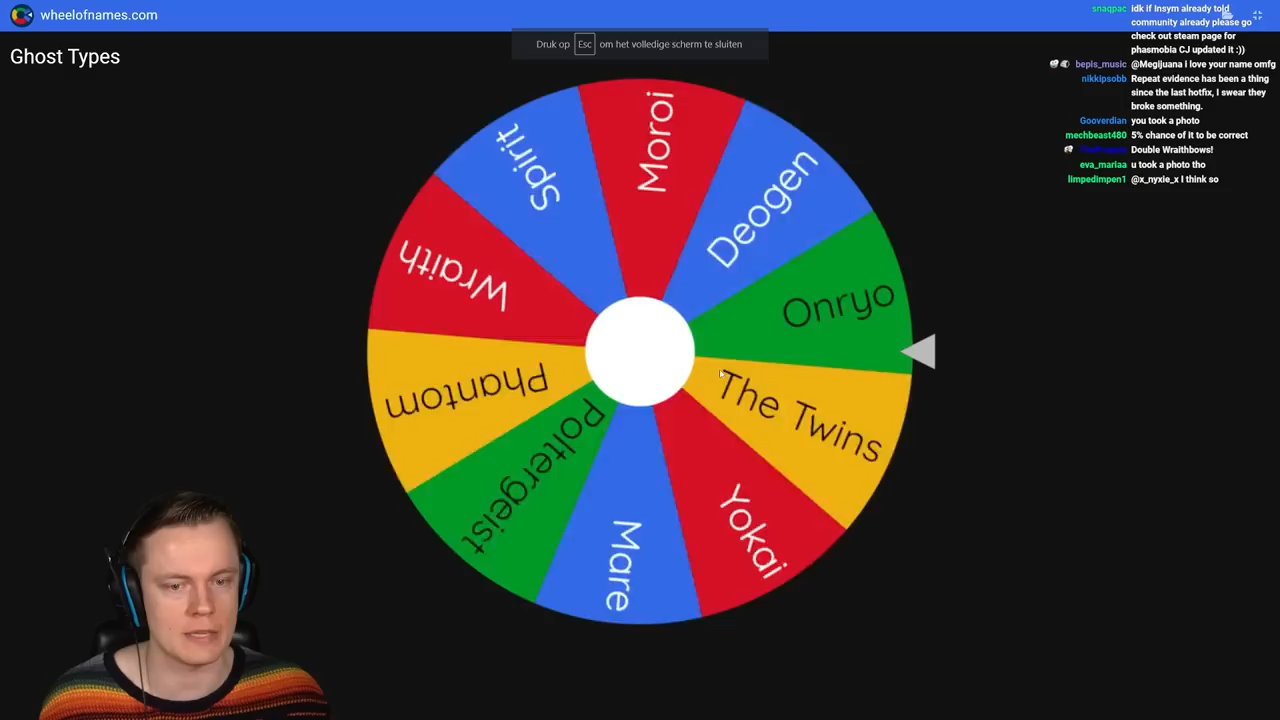 wheelofnames.com
Ghost Types
Druk op Esc om het volledige scherm te sluiten
snaqpac idk if Insym already told
community already please go
check out steam page for
phasmobia CJ updated it :))
bepis_music @Megijuana i love your name omfg
nikkipsobb Repeat evidence has been a thing
since the last hotfix, I swear they
broke something.
Gooverdian you took a photo
mechbeast480 5% chance of it to be correct
Double Wraithbows!
eva_mariaa u took a photo tho
limpedimpen1 @x_nyxie_x I think so
Moroi
Deogen
Onryo
The Twins
Yokai
Mare
Poltergeist
Phantom
Wraith
Spirit